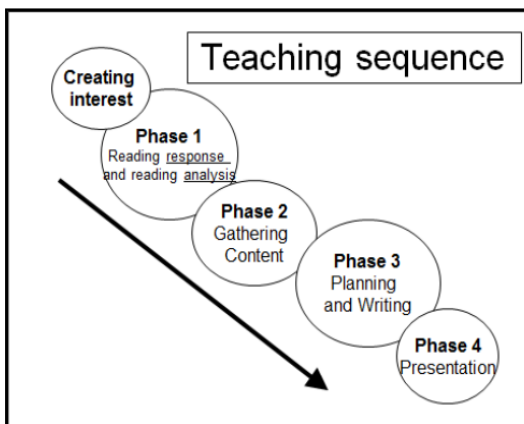 Teaching sequence
Creating
interest
Phase 1
Reading response
and reading analysis
Phase 2
Gathering
Content
Phase 3
Planning
and Writing
Phase 4
Presentation